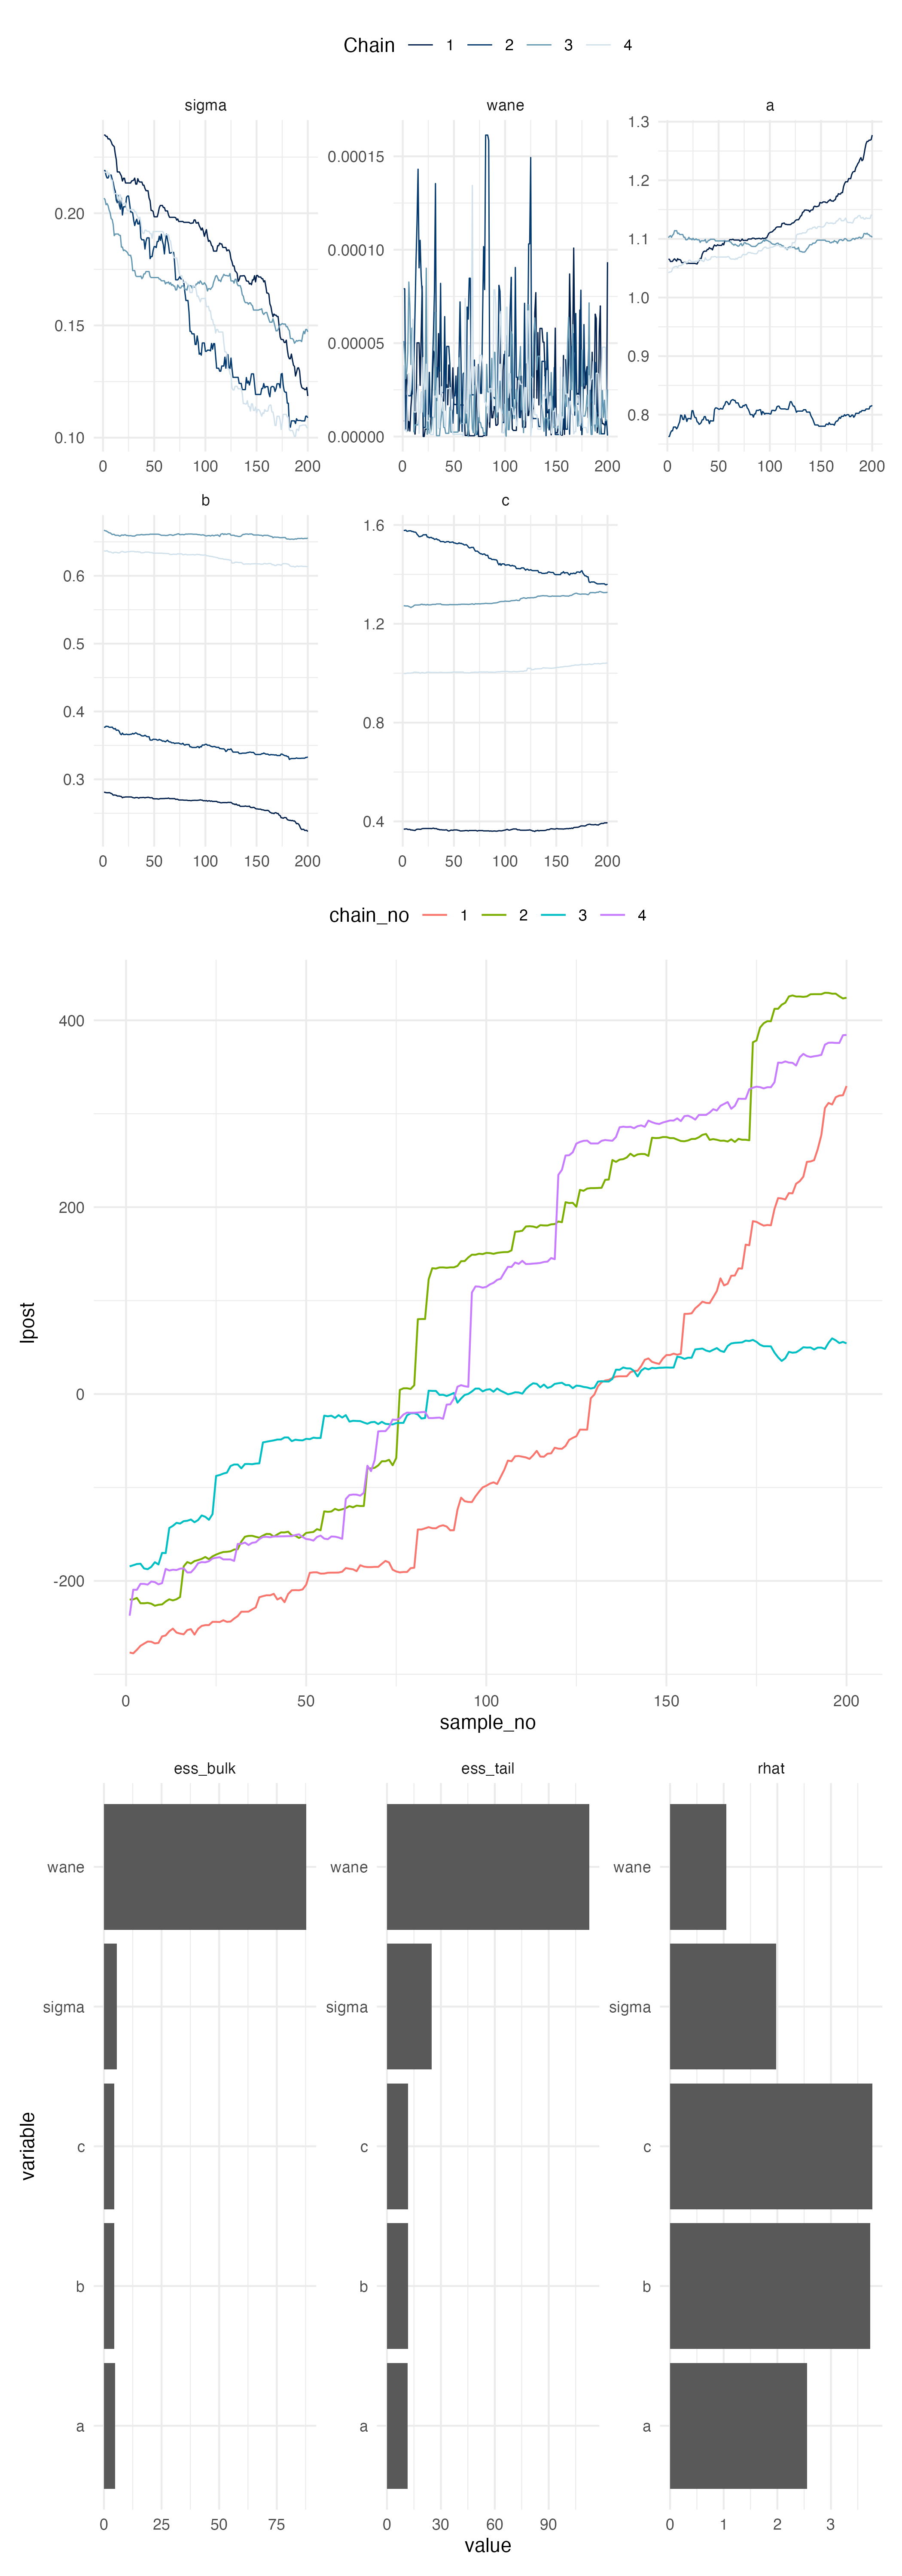 Chain 1 2 3 4
sigma wane a
0.20
0.15
0.10
0 50 100 150 200
0.00015
0.00010
0.00005
0.00000
0 50 100 150 200
1.3
1.2
1.1
1.0
0.9
0.8
0 50 100 150 200
b c
0.6
0.5
0.4
0.3
0 50 100 150 200
1.6
1.2
0.8
0.4
0 50 100 150 200
chain_no 1 2 3 4
lpost
400
200
0
-200
0 50 100 150 200
sample_no
ess_bulk ess_tail rhat
variable
wane wane wane
sigma sigma sigma
c c c
b b b
a a a
0 25 50 75 0 30 60 90 0 1 2 3
value